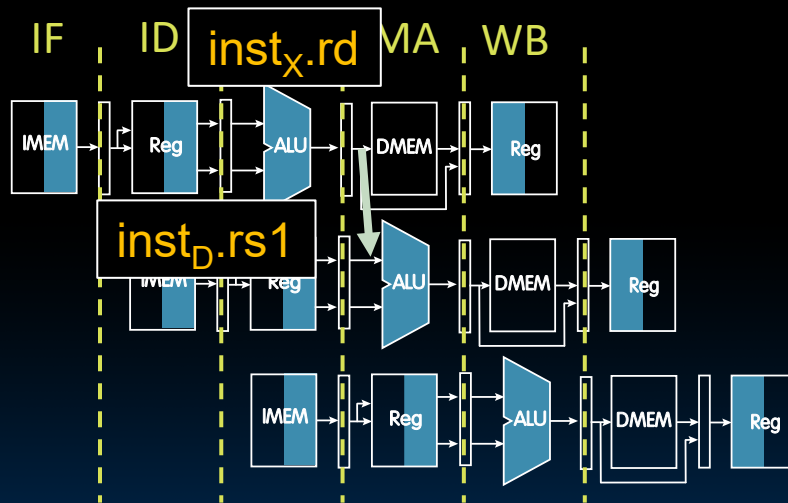 IF ID MA WB
inst_X.rd
IMEM Reg ALU DMEM Reg
inst_D.rs1
IMEM Reg ALU DMEM Reg
IMEM Reg ALU DMEM Reg